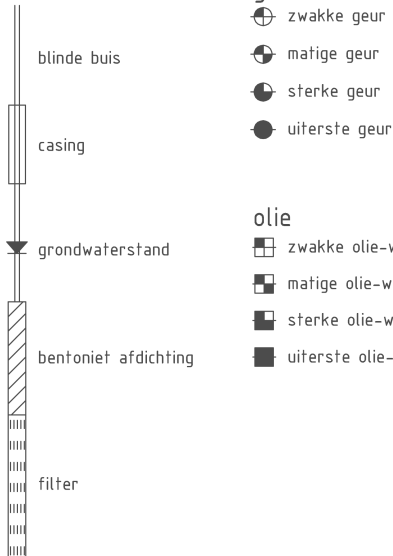 blinde buis
casing
grondwaterstand
bentoniet afdichting
filter
zwakke geur
matige geur
sterke geur
uiterste geur
olie
zwakke olie-w
matige olie-w
sterke olie-w
uiterste olie-